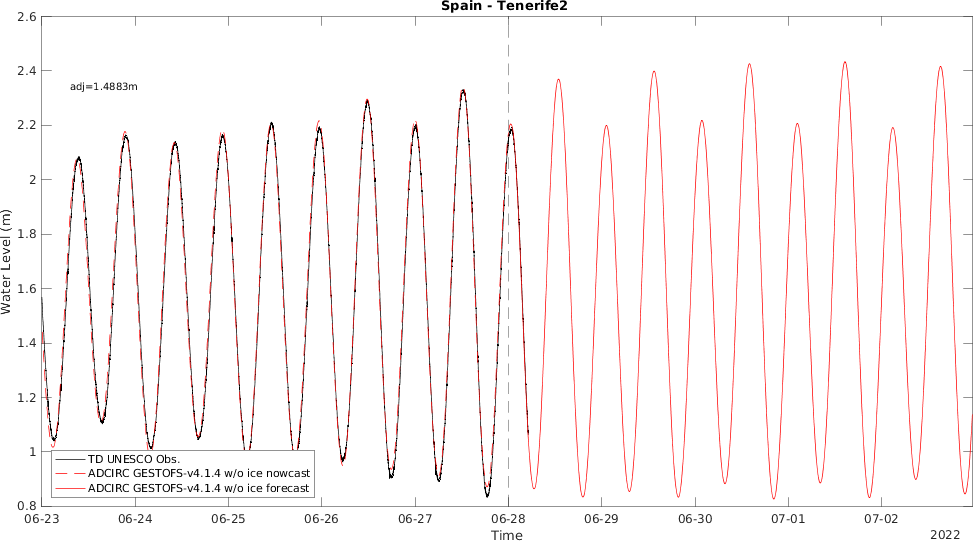 Spain - Tenerife2
2.6
2.4
adj=1.4883m
2.2
2
1.8
Water Level (m)
1.6
1.4
1.2
1
TD UNESCO Obs.
ADCIRC GESTOFS-v4.1.4 w/o ice nowcast
ADCIRC GESTOFS-v4.1.4 w/o ice forecast
0.8
06-23 06-24 06-25 06-26 06-27 06-28 06-29 06-30 07-01 07-02
Time
2022